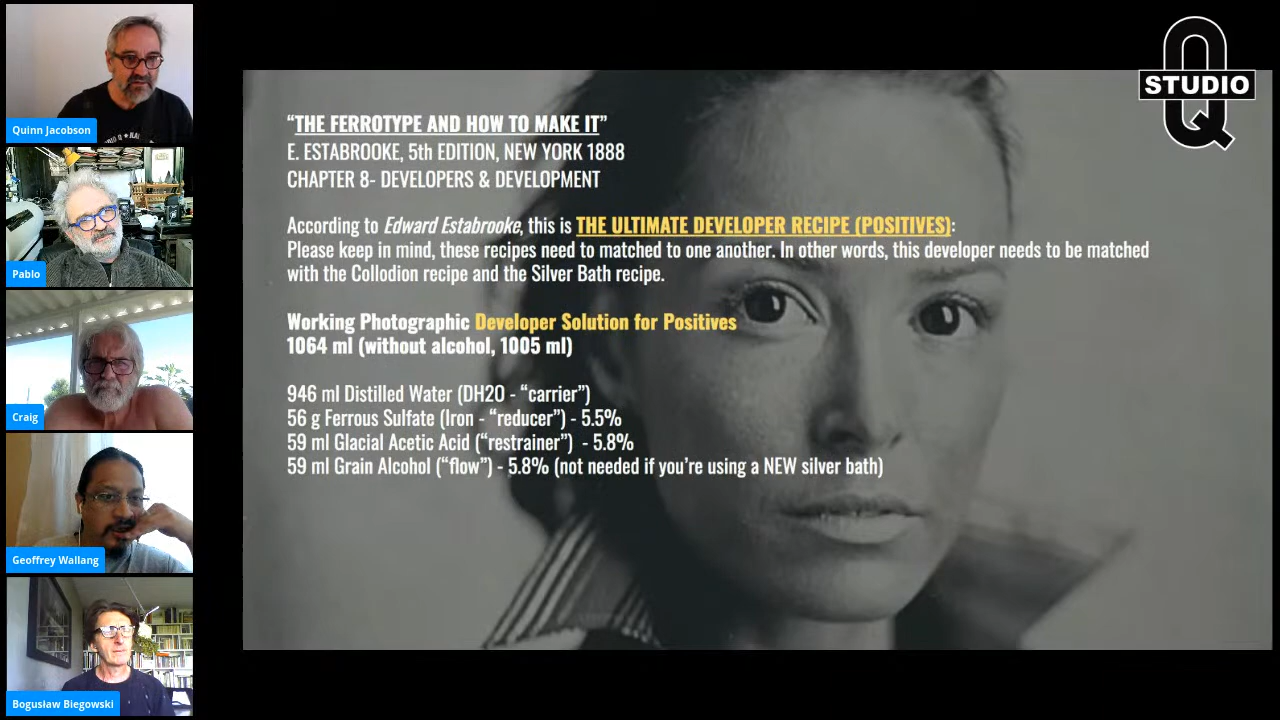 Quinn Jacobson
Pablo
Craig
Geoffrey Wallang
Bogusław Biegowski
STUDIO
Q
“THE FERROTYPE AND HOW TO MAKE IT”
E. ESTABROOKE, 5th EDITION, NEW YORK 1888
CHAPTER 8- DEVELOPERS & DEVELOPMENT
According to Edward Estabrooke, this is THE ULTIMATE DEVELOPER RECIPE (POSITIVES):
Please keep in mind, these recipes need to matched to one another. In other words, this developer needs to be matched
with the Collodion recipe and the Silver Bath recipe.
Working Photographic Developer Solution for Positives
1064 ml (without alcohol, 1005 ml)
946 ml Distilled Water (DH2O - “carrier”)
56 g Ferrous Sulfate (Iron - “reducer”) - 5.5%
59 ml Glacial Acetic Acid (“restrainer”) - 5.8%
59 ml Grain Alcohol (“flow”) - 5.8% (not needed if you’re using a NEW silver bath)